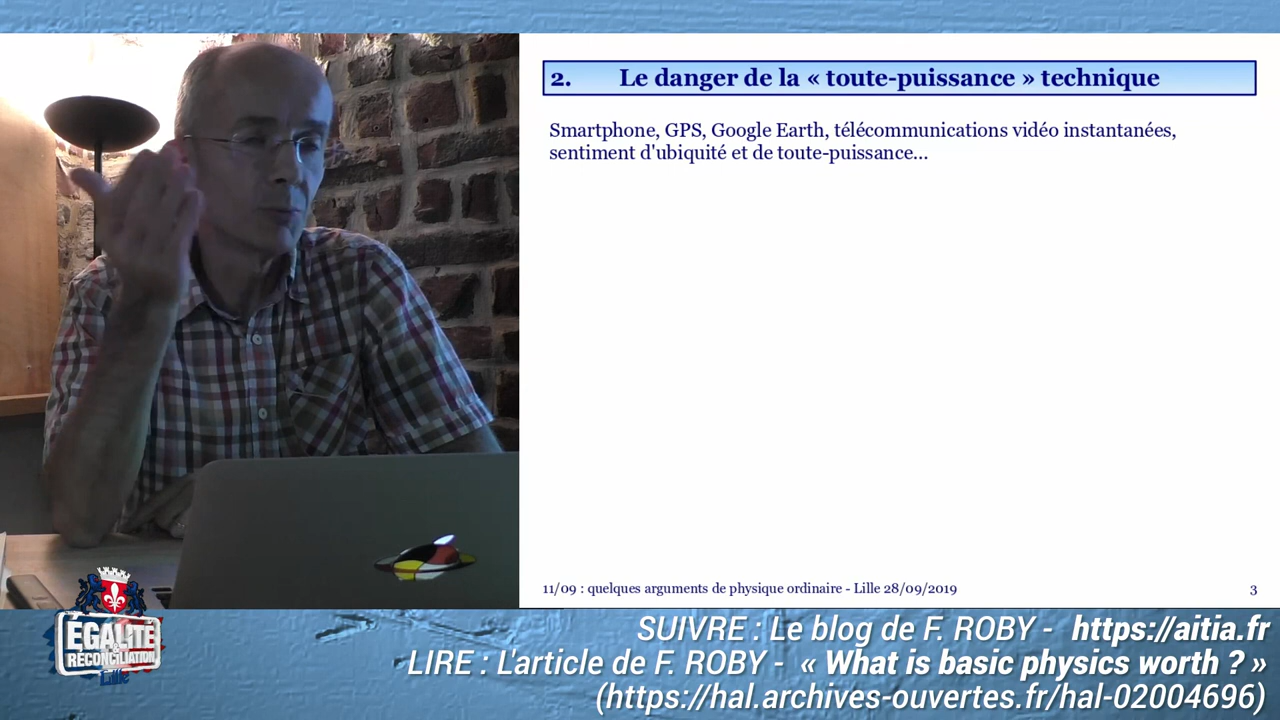 2. Le danger de la « toute-puissance » technique
Smartphone, GPS, Google Earth, télécommunications vidéo instantanées,
sentiment d'ubiquité et de toute-puissance...
11/09 : quelques arguments de physique ordinaire - Lille 28/09/2019
3
ÉGALITÉ
&
RÉCONCILIATION
Lille
SUIVRE : Le blog de F. ROBY - https://aitia.fr
LIRE : L'article de F. ROBY - « What is basic physics worth ? »
(https://hal.archives-ouvertes.fr/hal-02004696)